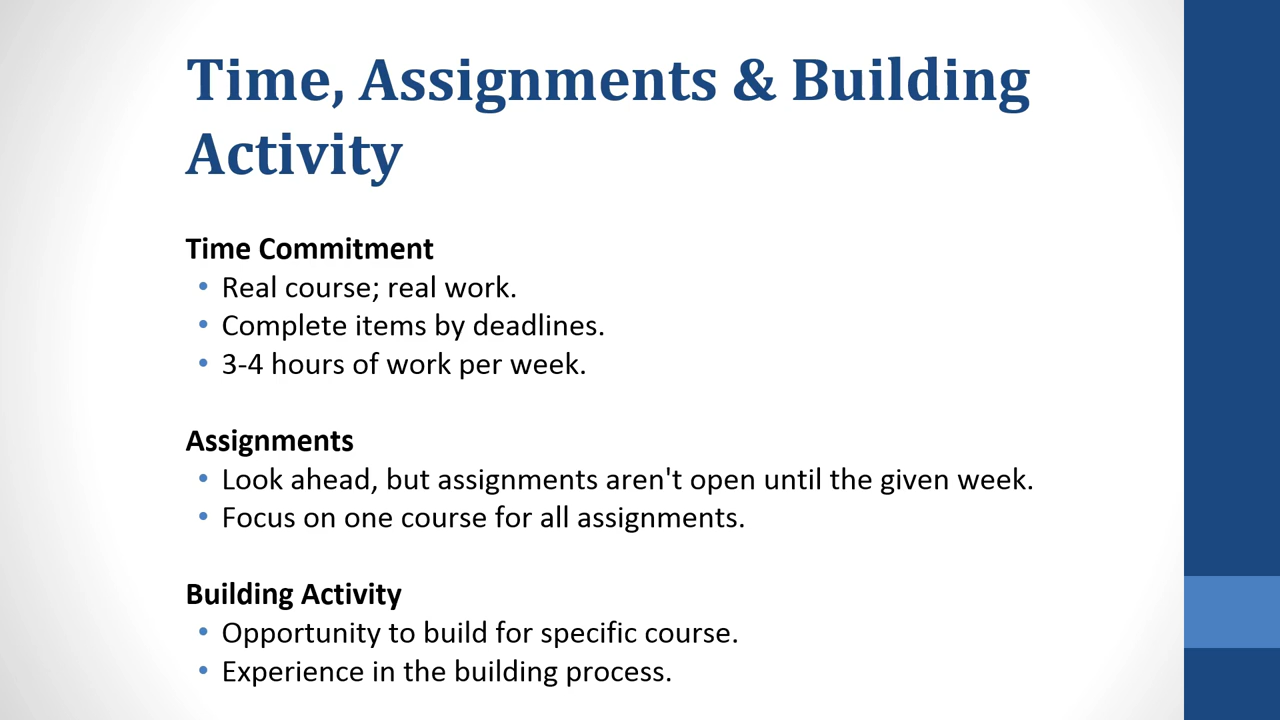 Time, Assignments & Building
Activity
Time Commitment
• Real course; real work.
• Complete items by deadlines.
• 3-4 hours of work per week.
Assignments
• Look ahead, but assignments aren't open until the given week.
• Focus on one course for all assignments.
Building Activity
• Opportunity to build for specific course.
• Experience in the building process.